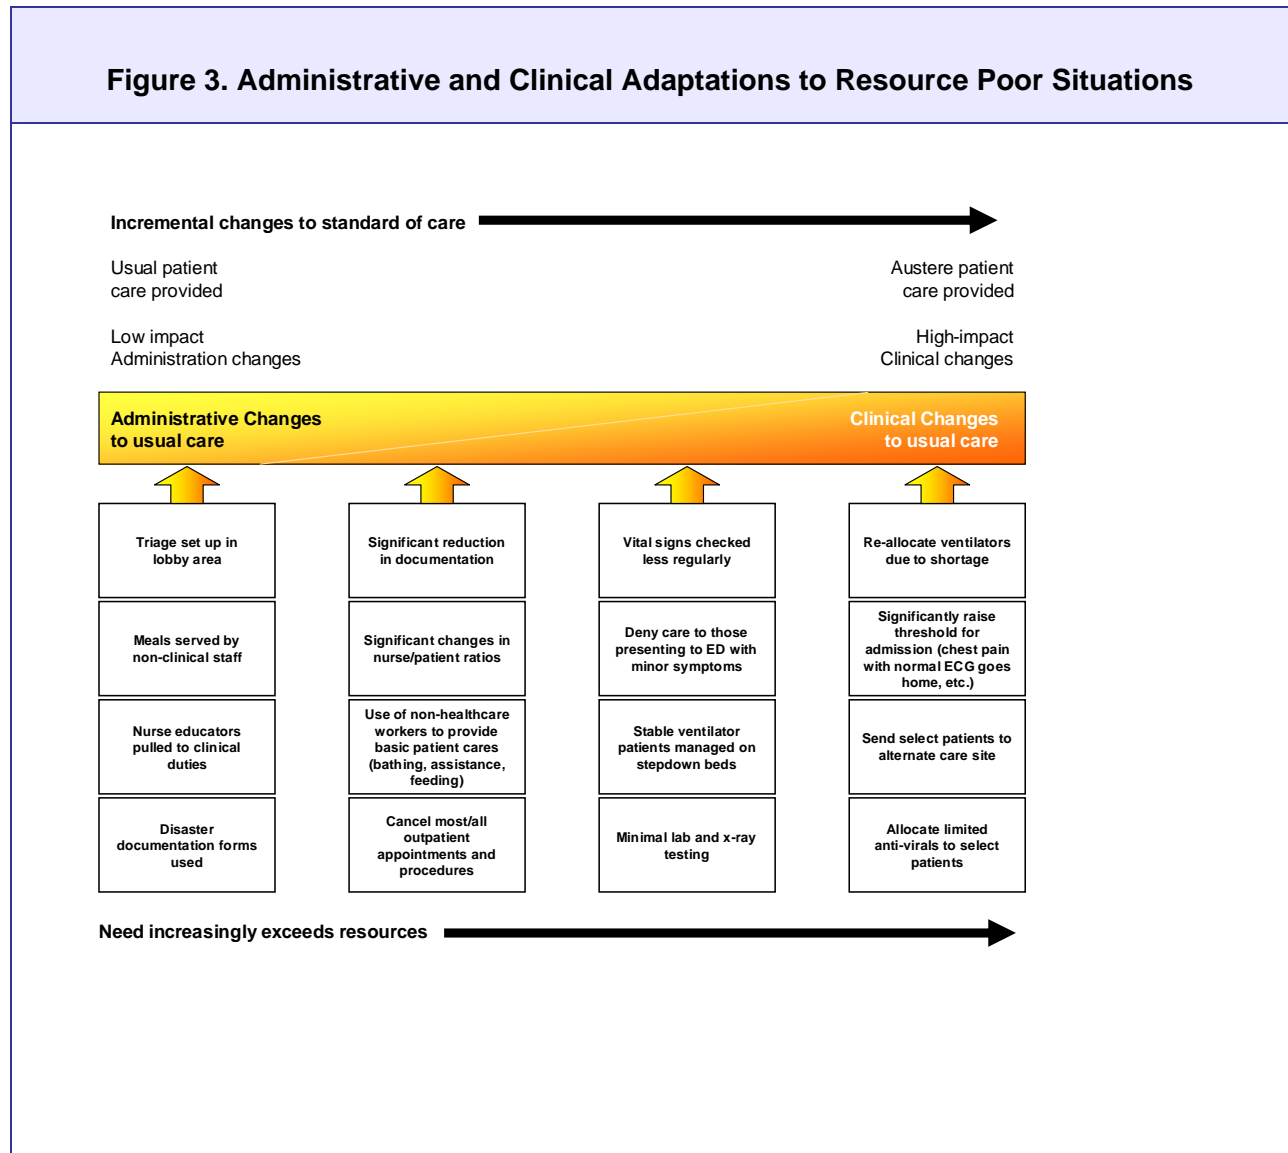 Figure 3. Administrative and Clinical Adaptations to Resource Poor Situations
Incremental changes to standard of care
Usual patient
care provided
Austere patient
care provided
Low impact
Administration changes
High-impact
Clinical changes
Administrative Changes
to usual care
Clinical Changes
to usual care
Triage set up in
lobby area
Meals served by
non-clinical staff
Nurse educators
pulled to clinical
duties
Disaster
documentation forms
used
Significant reduction
in documentation
Significant changes in
nurse/patient ratios
Use of non-healthcare
workers to provide
basic patient cares
(bathing, assistance,
feeding)
Cancel most/all
outpatient
appointments and
procedures
Vital signs checked
less regularly
Deny care to those
presenting to ED with
minor symptoms
Stable ventilator
patients managed on
stepdown beds
Minimal lab and x-ray
testing
Re-allocate ventilators
due to shortage
Significantly raise
threshold for
admission (chest pain
with normal ECG goes
home, etc.)
Send select patients to
alternate care site
Allocate limited
anti-virals to select
patients
Need increasingly exceeds resources